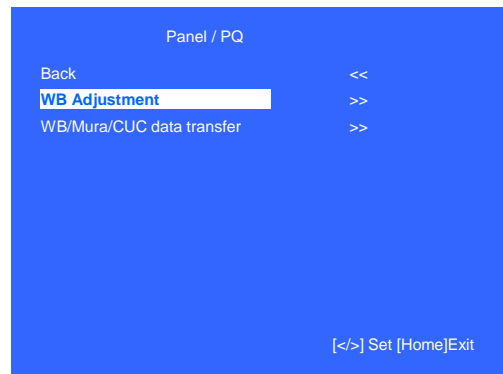 Panel / PQ
Back <<
WB Adjustment >>
WB/Mura/CUC data transfer >>
[</>] Set [Home]Exit